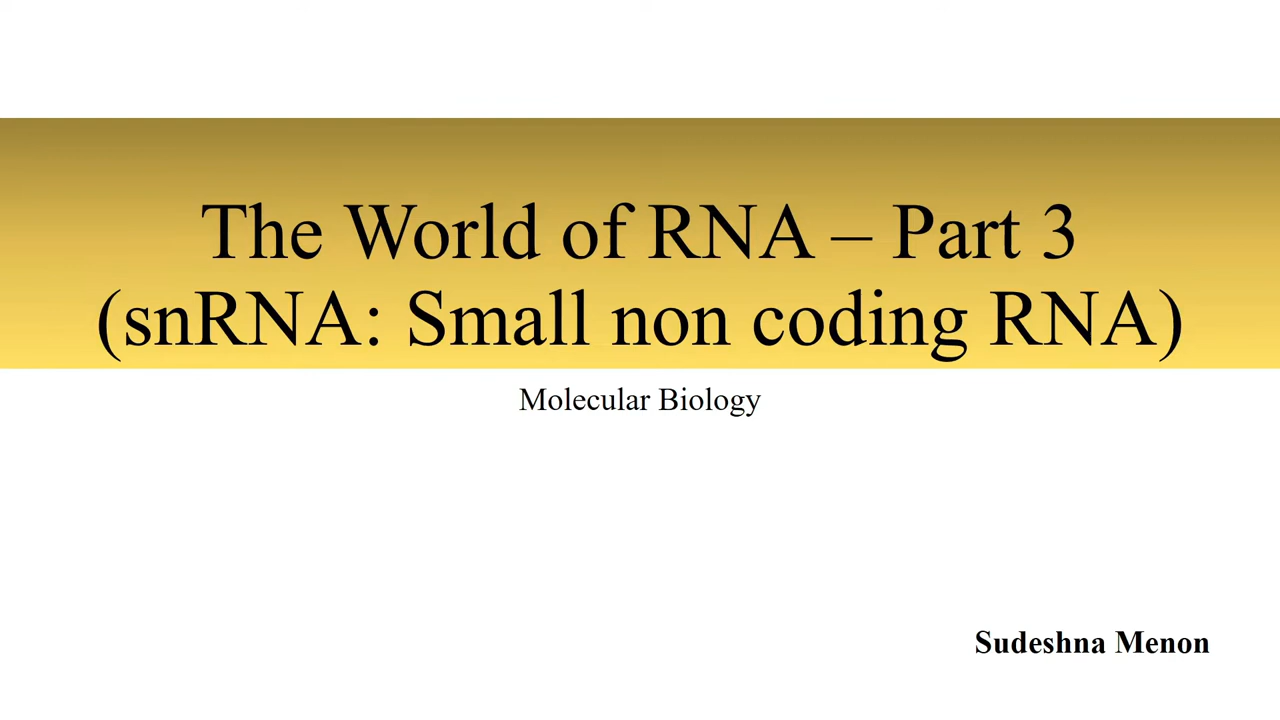 The World of RNA – Part 3
(snRNA: Small non coding RNA)
Molecular Biology
Sudeshna Menon